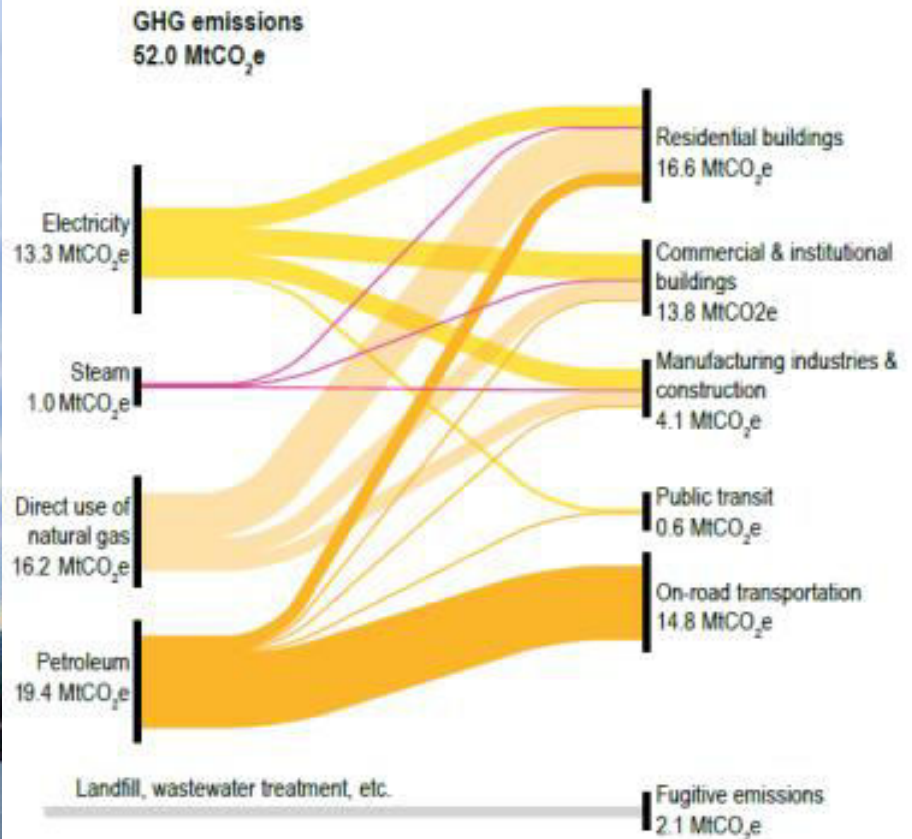 GHG emissions
52.0 MtCO₂e
Electricity
13.3 MtCO₂e
Steam
1.0 MtCO₂e
Direct use of
natural gas
16.2 MtCO₂e
Petroleum
19.4 MtCO₂e
Landfill, wastewater treatment, etc.
Residential buildings
16.6 MtCO₂e
Commercial & institutional
buildings
13.8 MtCO2e
Manufacturing industries &
construction
4.1 MtCO₂e
Public transit
0.6 MtCO₂e
On-road transportation
14.8 MtCO₂e
Fugitive emissions
2.1 MtCO₂e